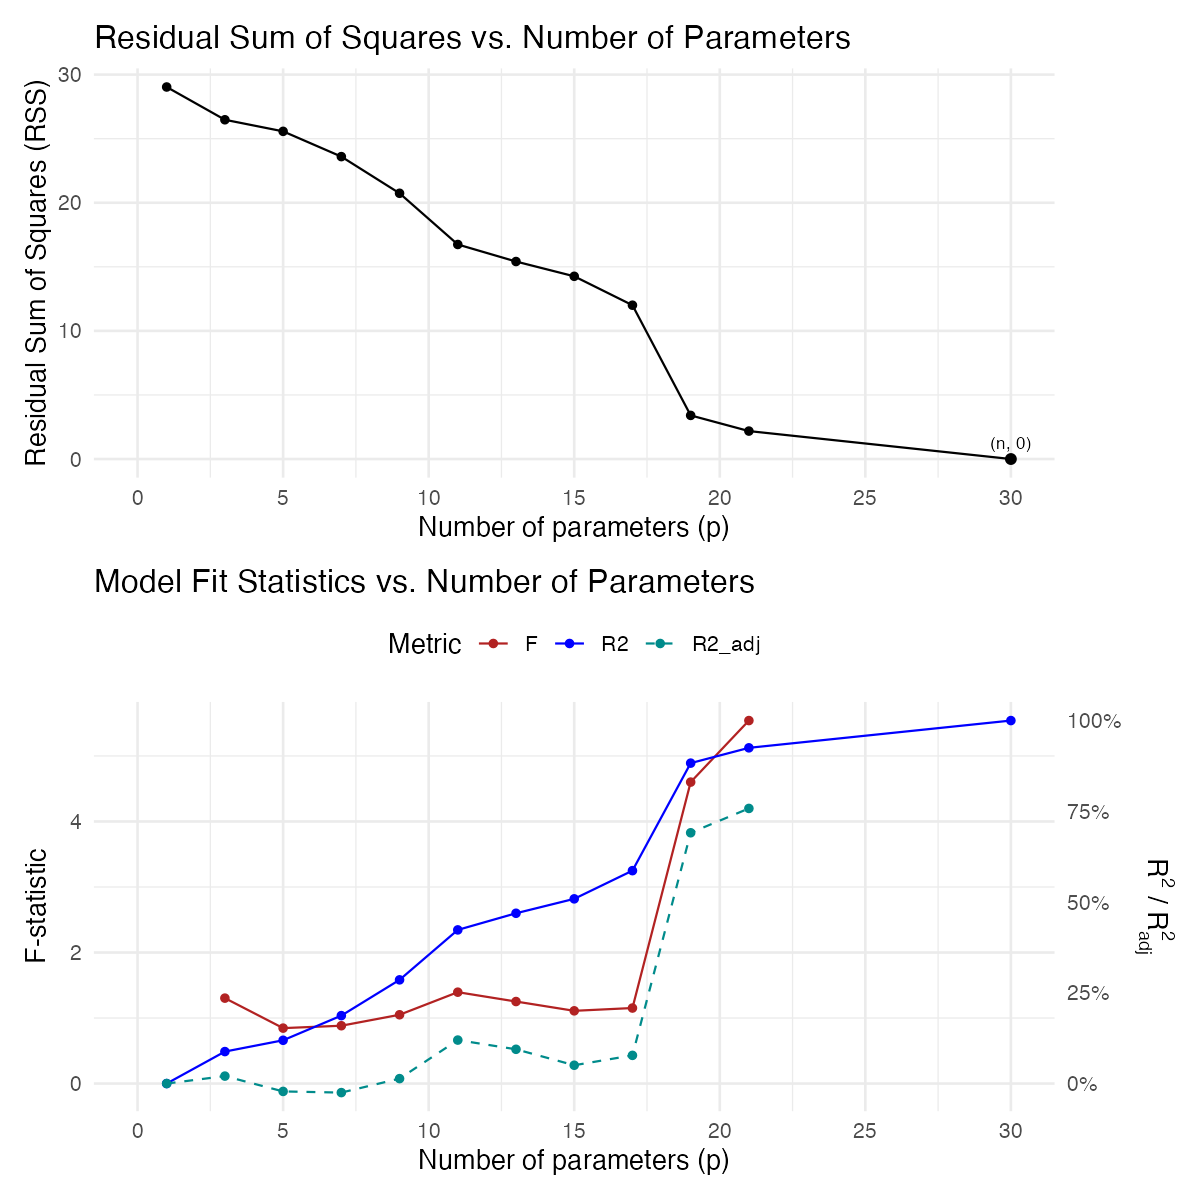 Residual Sum of Squares vs. Number of Parameters
Residual Sum of Squares (RSS)
30
20
10
0
(n, 0)
0 5 10 15 20 25 30
Number of parameters (p)
Model Fit Statistics vs. Number of Parameters
Metric F R2 R2_adj
F-statistic
4
2
0
100%
75%
50%
25%
0%
R² / R²adj
0 5 10 15 20 25 30
Number of parameters (p)